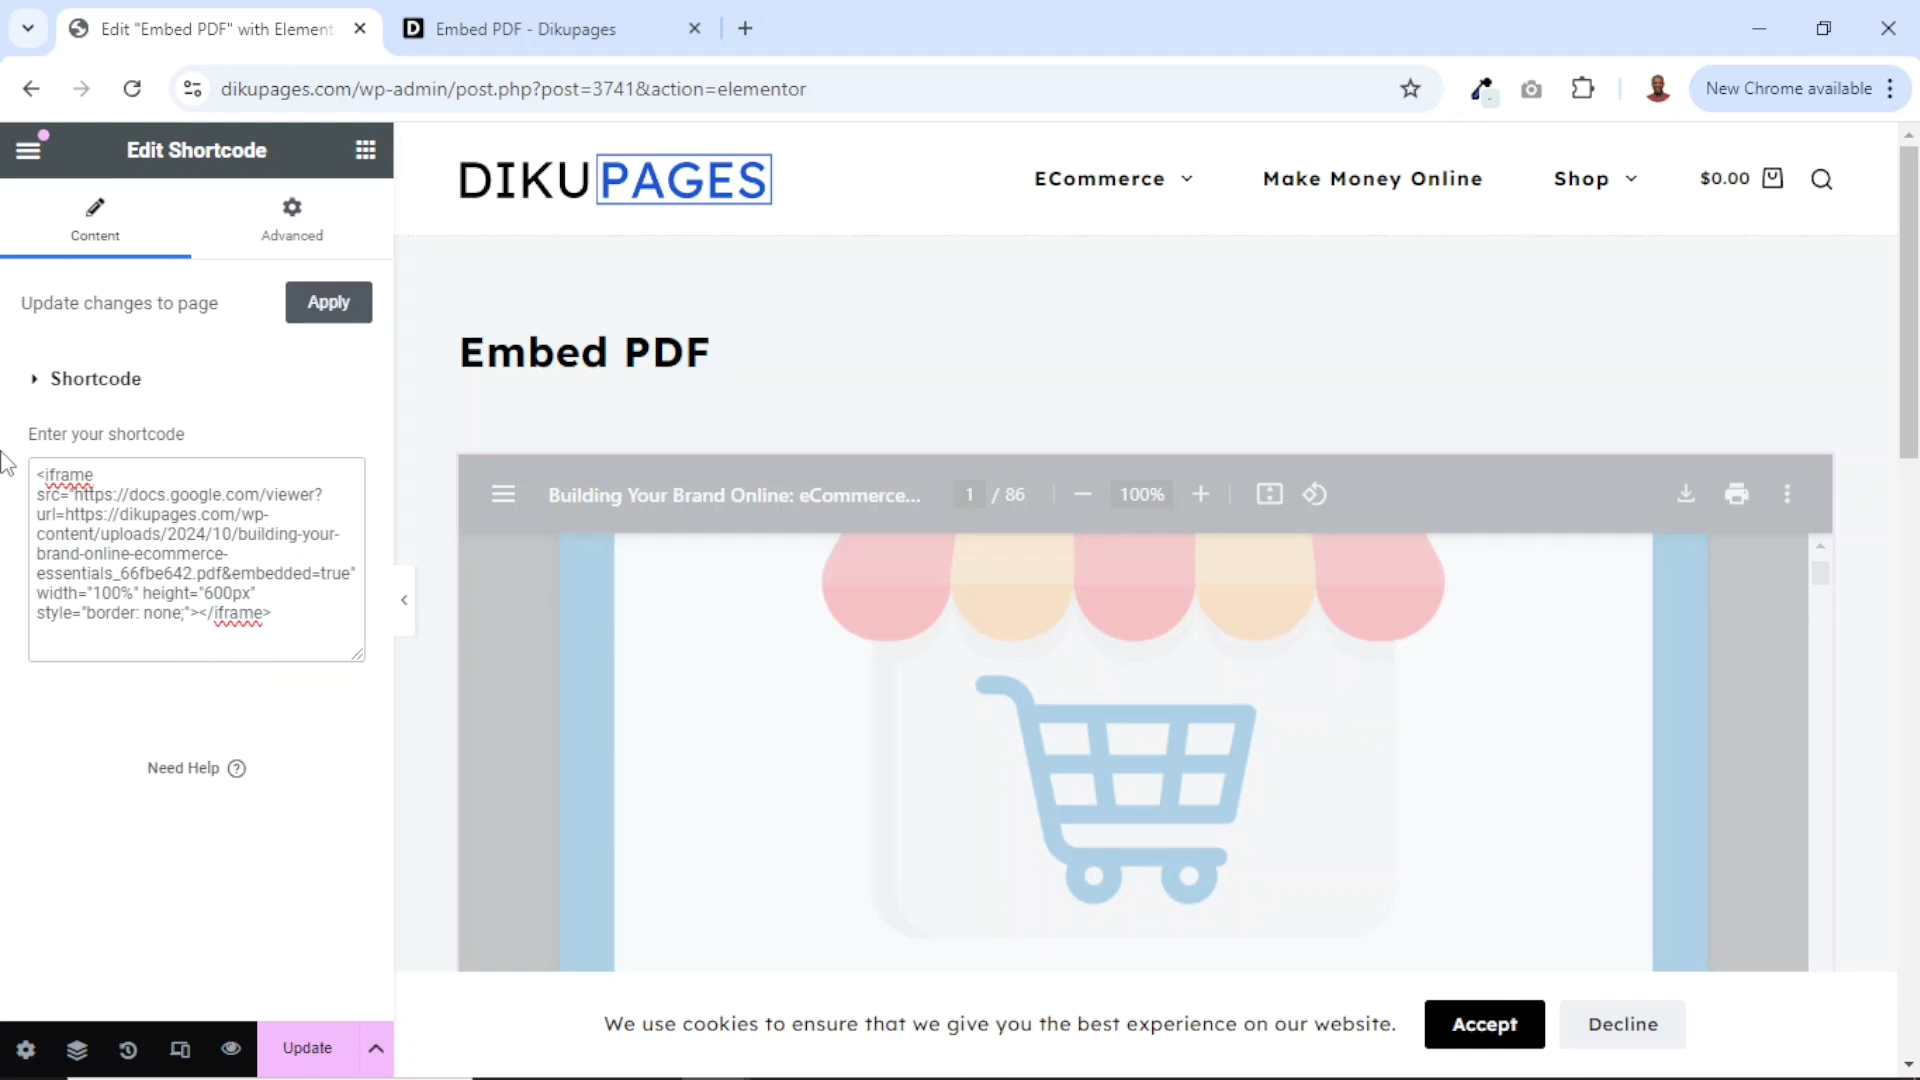 Edit "Embed PDF" with Element
Embed PDF - Dikupages
dikupages.com/wp-admin/post.php?post=3741&action=elementor
New Chrome available
Edit Shortcode
Content
Advanced
Update changes to page
Apply
Shortcode
Enter your shortcode
<iframe
src="https://docs.google.com/viewer?
url=https://dikupages.com/wp-
content/uploads/2024/10/building-your-
brand-online-ecommerce-
essentials_66fbe642.pdf&embedded=true"
width="100%" height="600px"
style="border: none;"></iframe>
Need Help
Update
DIKUPAGES
ECommerce
Make Money Online
Shop
$0.00
Embed PDF
Building Your Brand Online: eCommerce...
1 / 86
100%
We use cookies to ensure that we give you the best experience on our website.
Accept
Decline